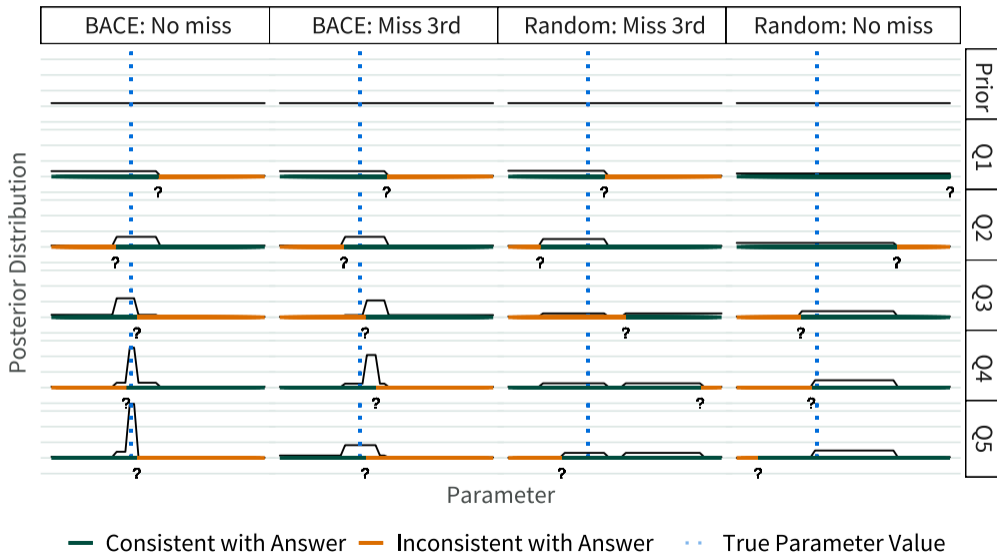 BACE: No miss
BACE: Miss 3rd
Random: Miss 3rd
Random: No miss
Prior
Q1
? ? ? ?
Q2
? ? ? ?
Q3
? ? ? ?
Q4
? ? ? ?
Q5
? ? ? ?
Posterior Distribution
Parameter
Consistent with Answer
Inconsistent with Answer
True Parameter Value